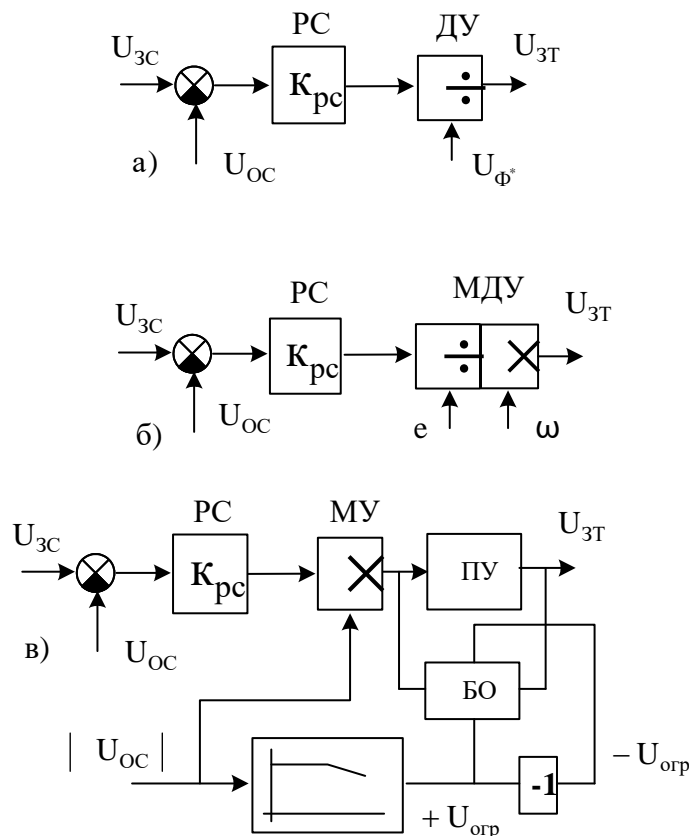 РС ДУ
U_ЗС U_ЗТ
К_рс ÷
а) U_ОС U_Ф*
РС МДУ
U_ЗС U_ЗТ
К_рс ÷ ×
б) U_ОС е ω
РС МУ
U_ЗС U_ЗТ
К_рс × ПУ
в) U_ОС
БО
| U_ОС | -1 − U_огр
+ U_огр